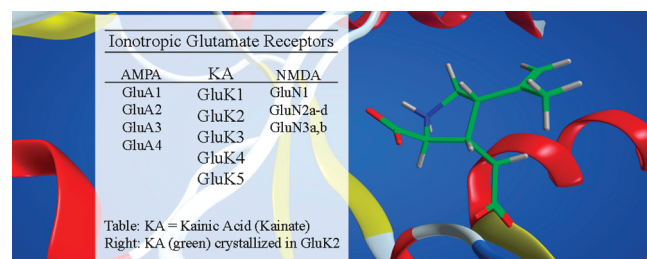 Ionotropic Glutamate Receptors
AMPA KA NMDA
GluA1 GluK1 GluN1
GluA2 GluK2 GluN2a-d
GluA3 GluK3 GluN3a,b
GluA4 GluK4
GluK5
Table: KA = Kainic Acid (Kainate)
Right: KA (green) crystallized in GluK2